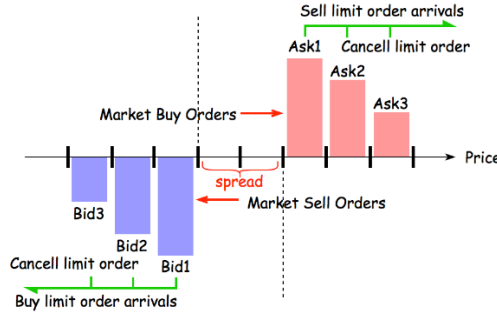 Sell limit order arrivals
Ask1
Cancell limit order
Ask2
Ask3
Market Buy Orders
Price
spread
Market Sell Orders
Bid3
Bid2
Bid1
Cancell limit order
Buy limit order arrivals